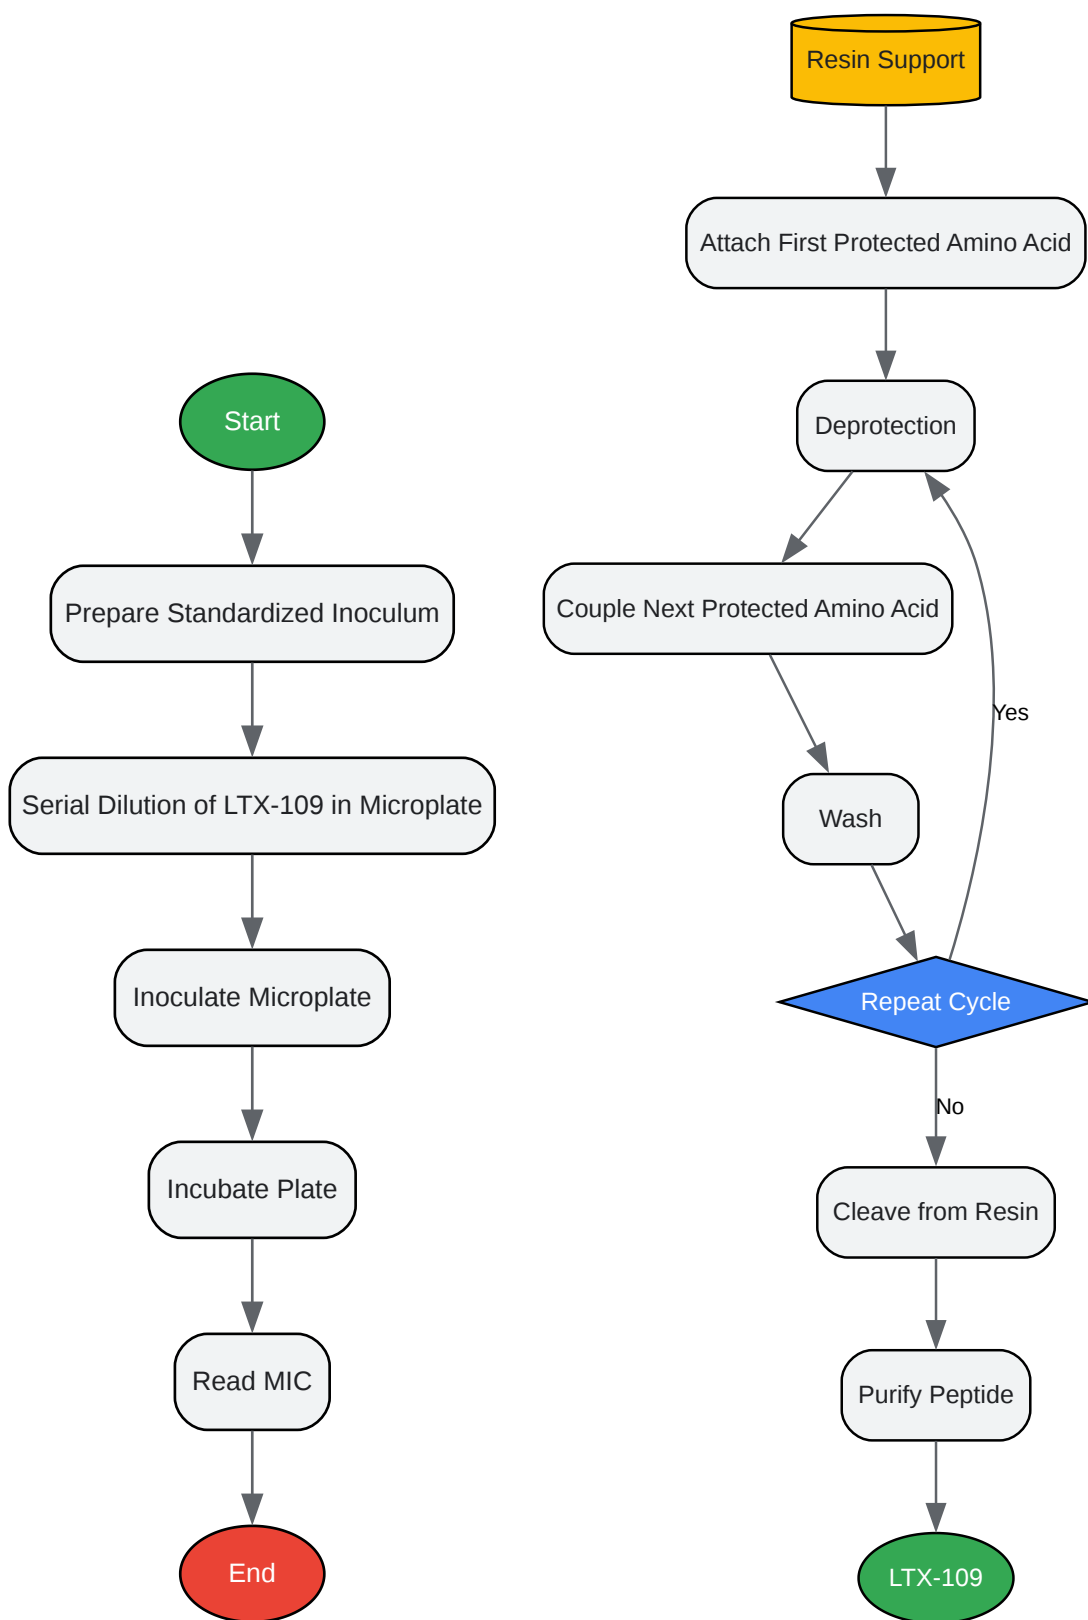 Start
Prepare Standardized Inoculum
Serial Dilution of LTX-109 in Microplate
Inoculate Microplate
Incubate Plate
Read MIC
End
Resin Support
Attach First Protected Amino Acid
Deprotection
Couple Next Protected Amino Acid
Yes
Wash
Repeat Cycle
No
Cleave from Resin
Purify Peptide
LTX-109